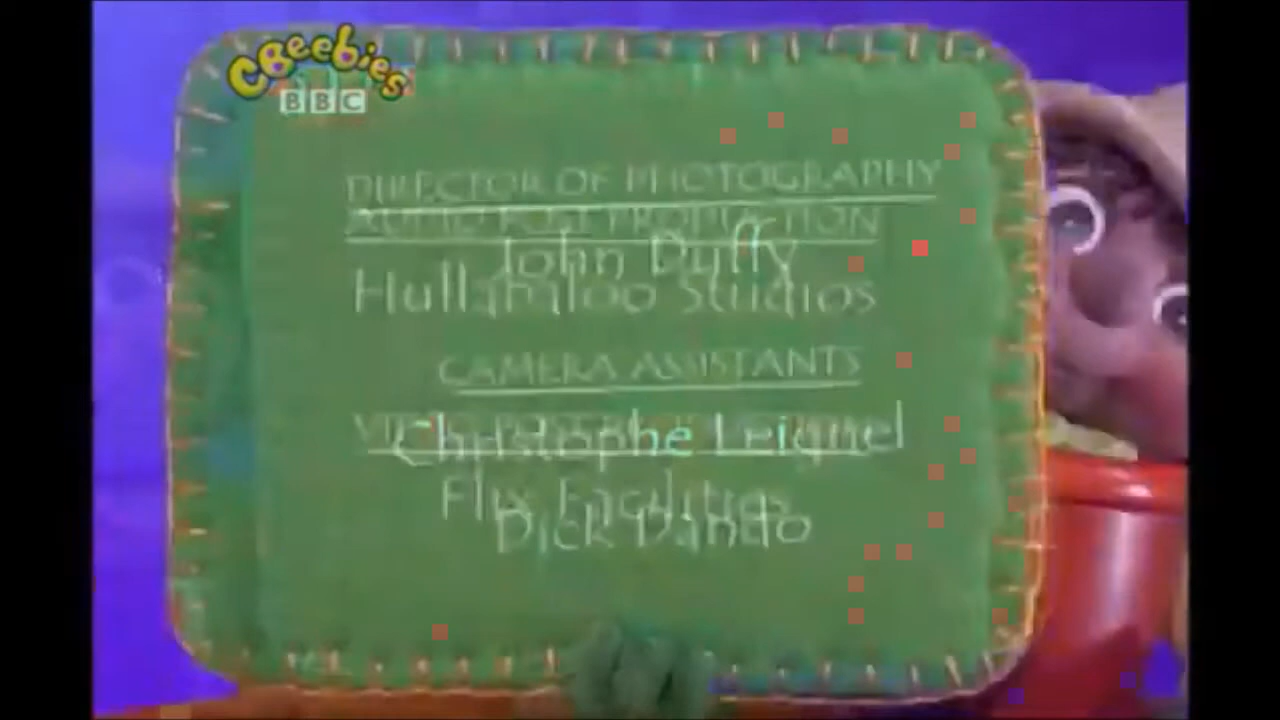 CBeebies
BBC
DIRECTOR OF PHOTOGRAPHY
AUDIO POST PRODUCTION
John Duffy
Hullabaloo Studios
CAMERA ASSISTANTS
Christophe Leignel
Flix Facilities
Dick Dando